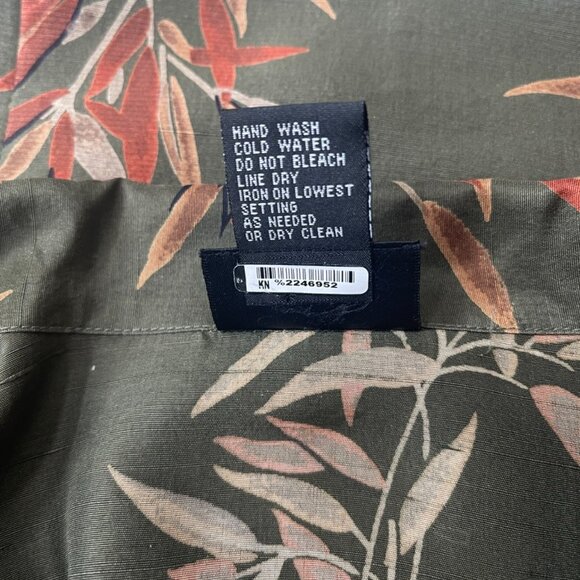 HAND WASH
COLD WATER
DO NOT BLEACH
LINE DRY
IRON ON LOWEST
SETTING
AS NEEDED
OR DRY CLEAN
KN %2246952